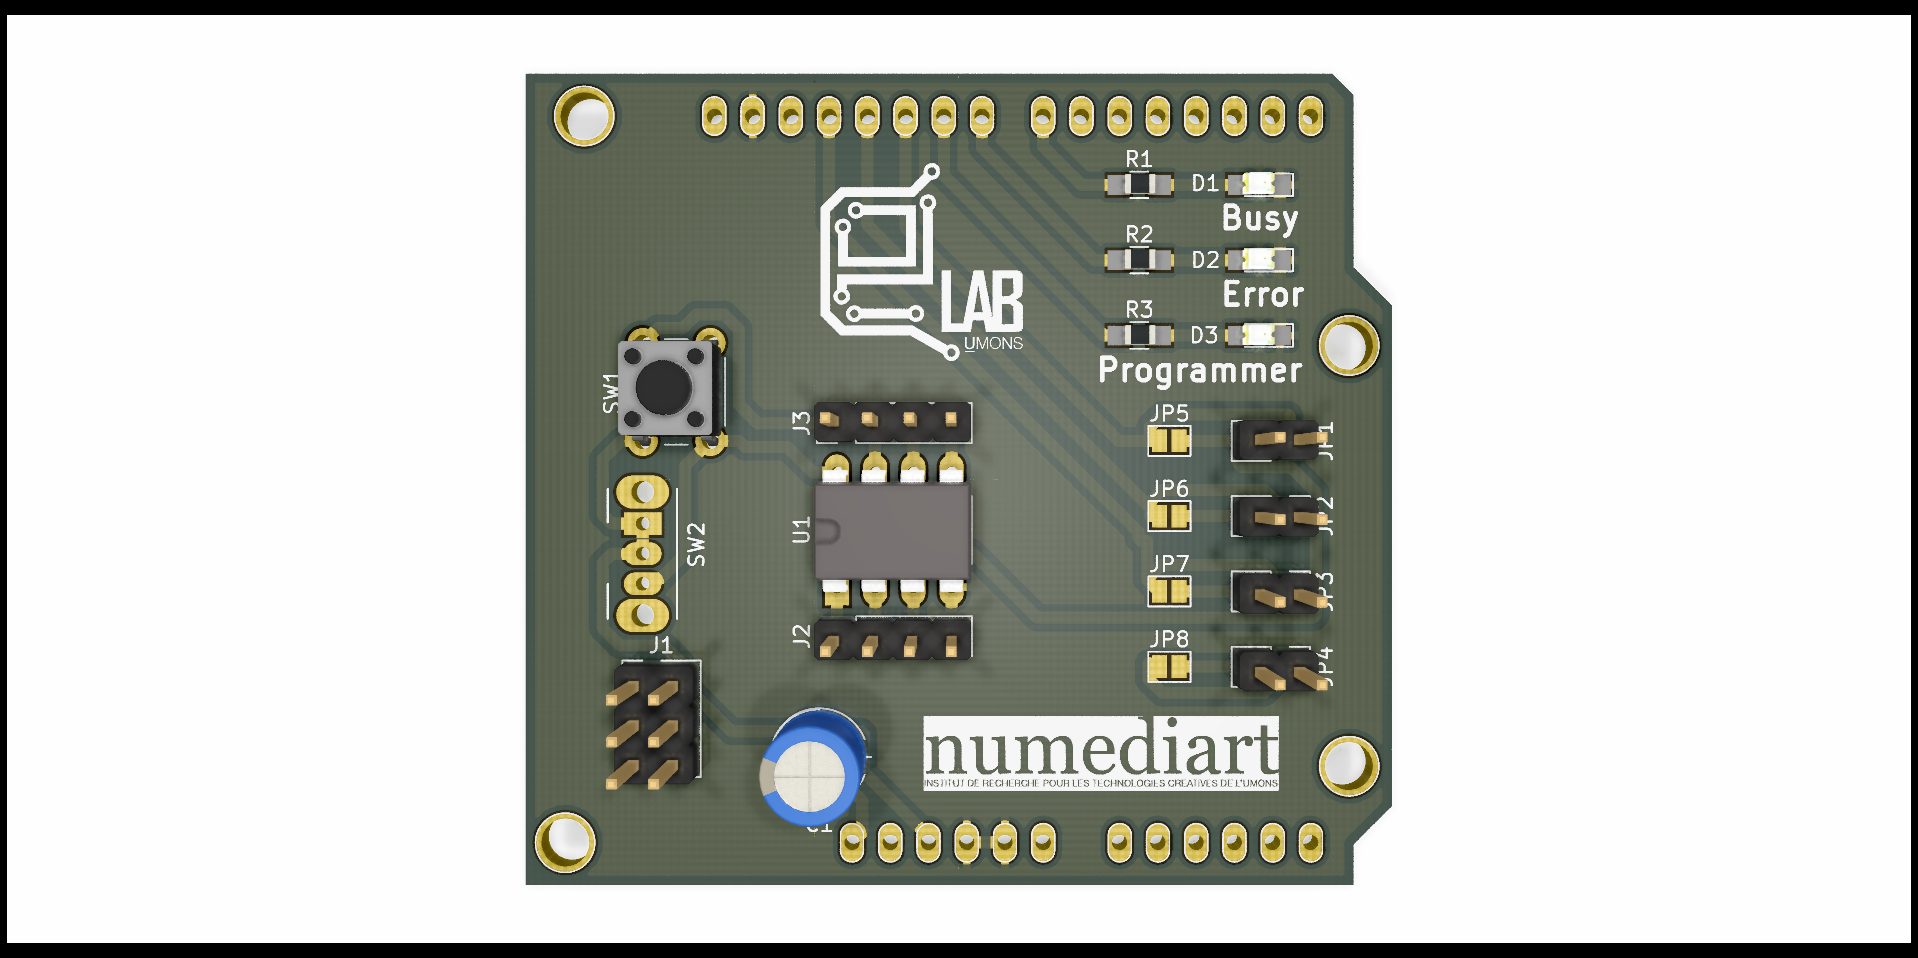 R1
D1
Busy
R2
D2
Error
R3
D3
Programmer
LAB
UMONS
SW1
J3
JP5
JP1
JP6
JP2
U1
SW2
JP7
JP3
J2
J1
JP8
JP4
numediart
INSTITUT DE RECHERCHE POUR LES TECHNOLOGIES CREATIVES DE L'UMONS
C1